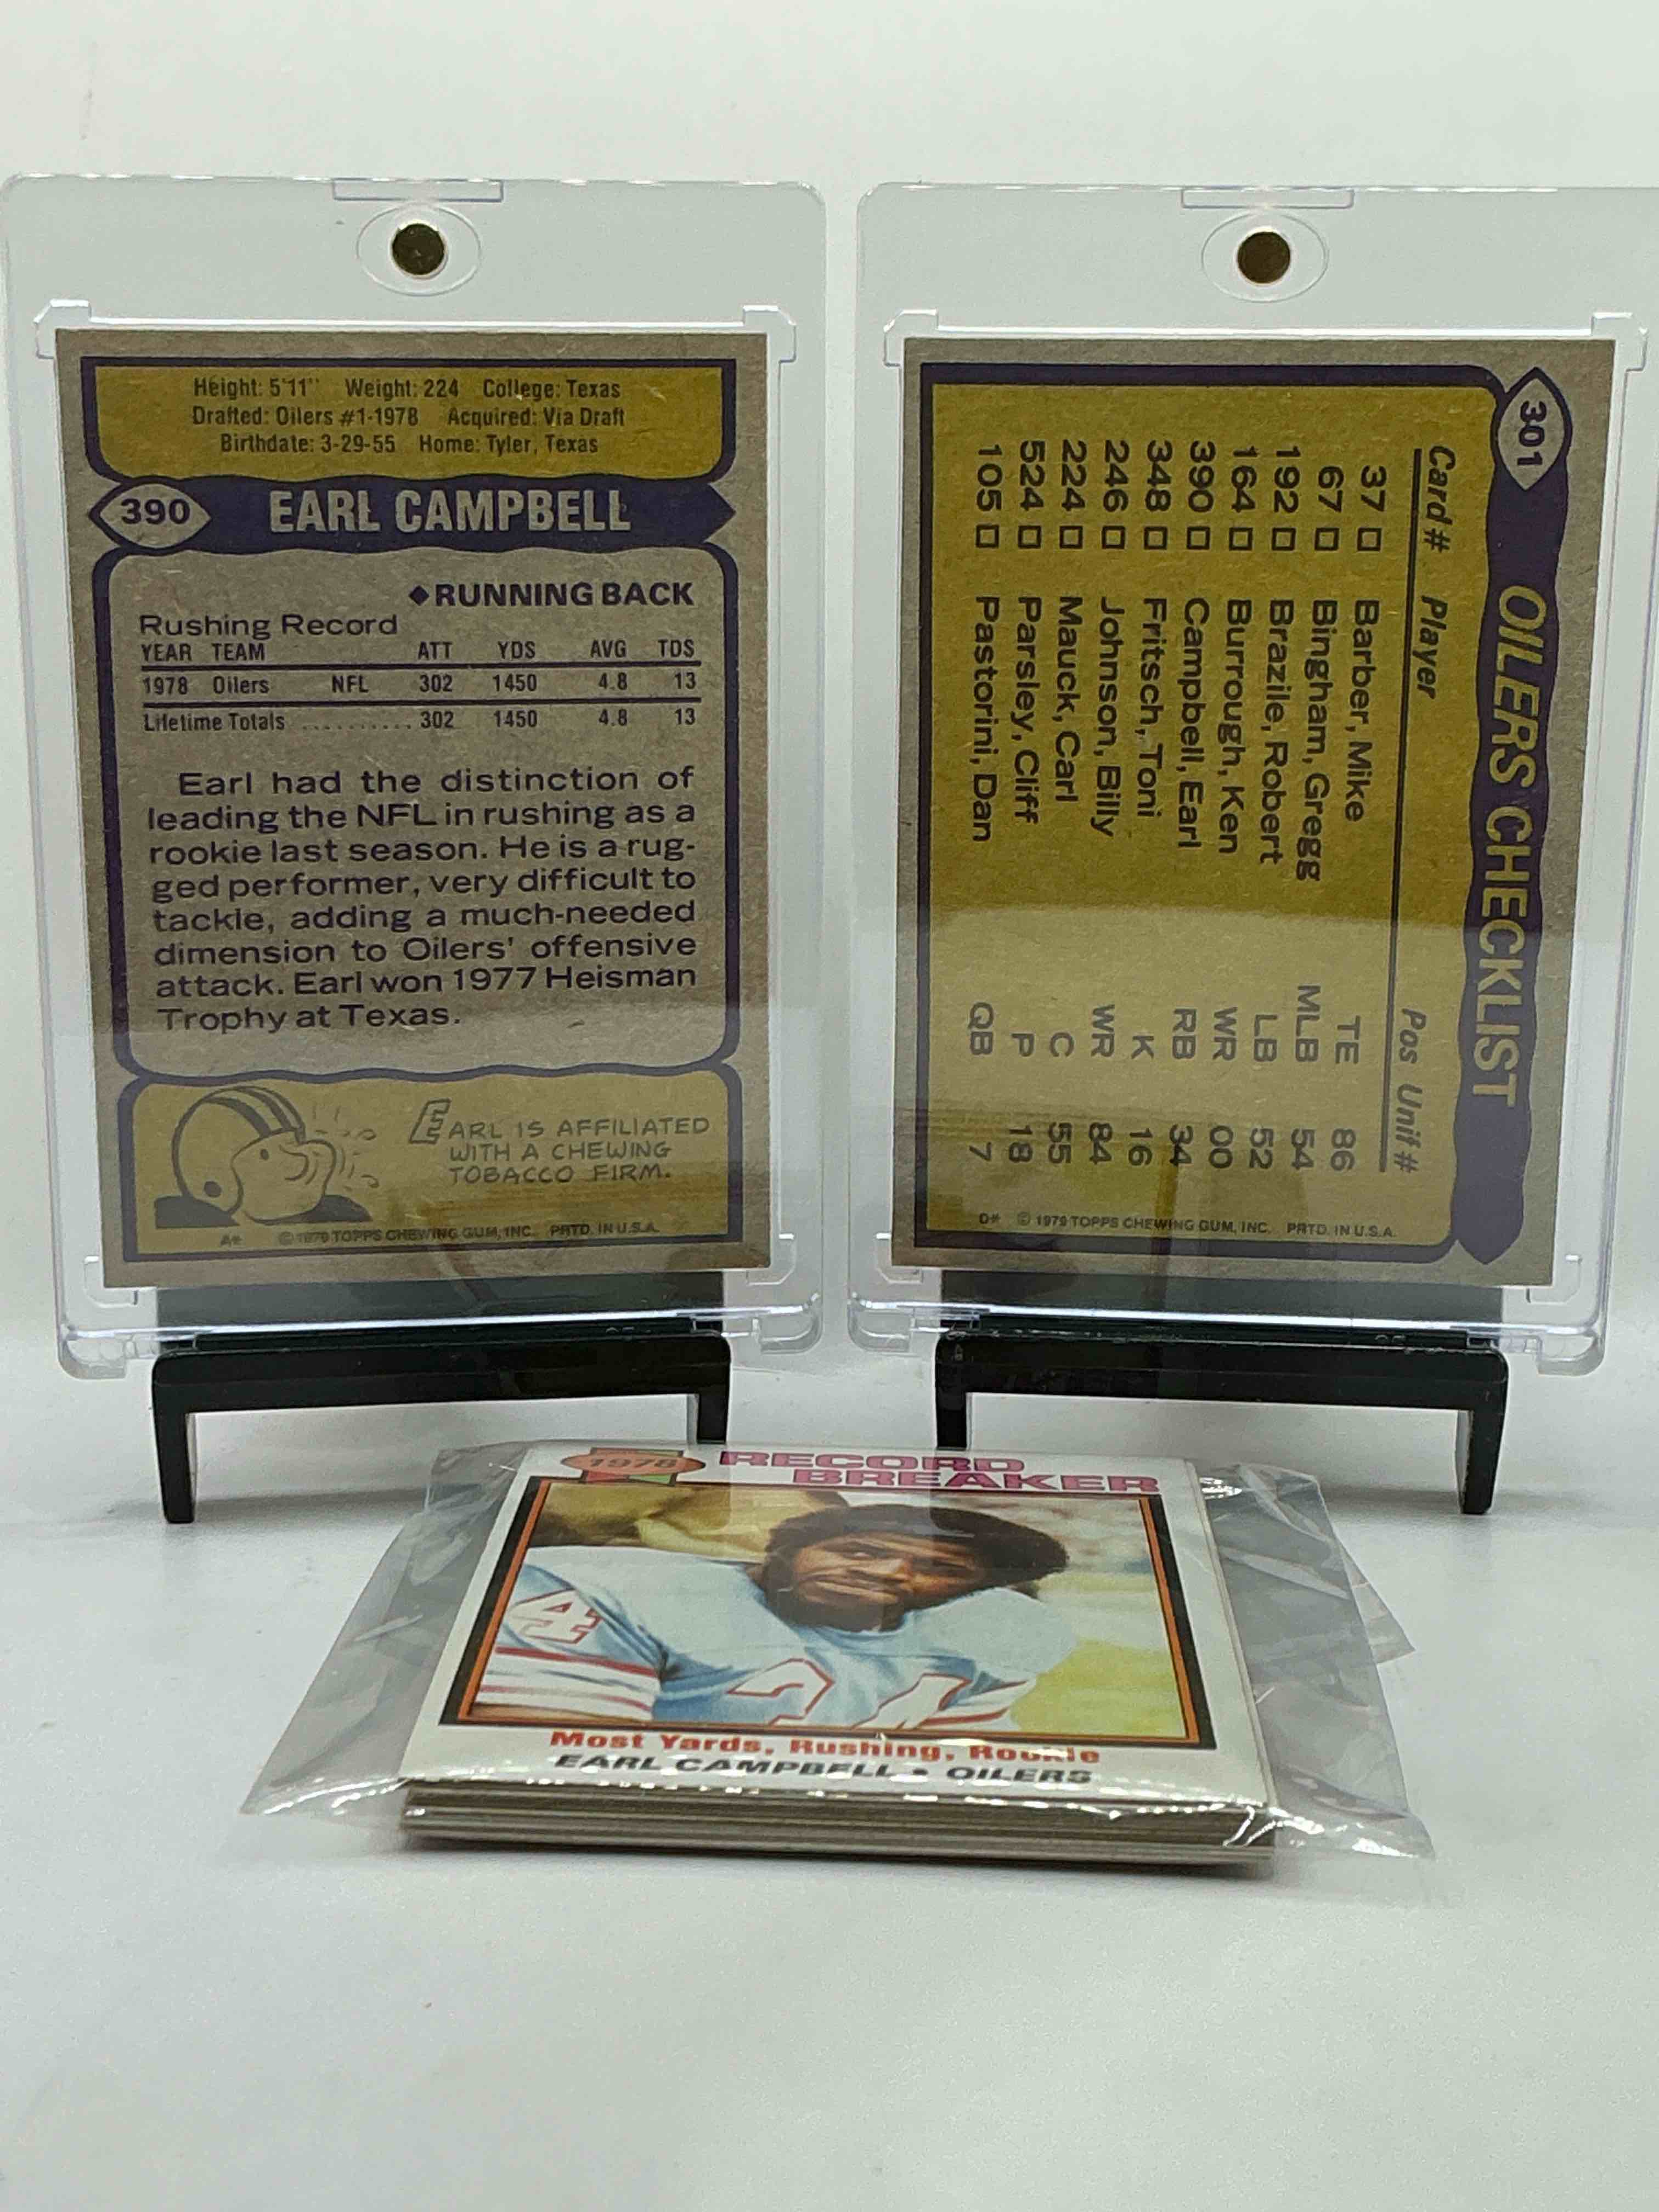 Height: 5'11" Weight: 224 College: Texas
Drafted: Oilers #1-1978 Acquired: Via Draft
Birthdate: 3-29-55 Home: Tyler, Texas
390 EARL CAMPBELL
◆RUNNING BACK
Rushing Record
YEAR TEAM ATT YDS AVG TDS
1978 Oilers NFL 302 1450 4.8 13
Lifetime Totals .......... 302 1450 4.8 13
Earl had the distinction of
leading the NFL in rushing as a
rookie last season. He is a rug-
ged performer, very difficult to
tackle, adding a much-needed
dimension to Oilers' offensive
attack. Earl won 1977 Heisman
Trophy at Texas.
EARL IS AFFILIATED
WITH A CHEWING
TOBACCO FIRM.
A* © 1979 TOPPS CHEWING GUM, INC. PRTD. IN U.S.A.
301 OILERS CHECKLIST
Card# Player Pos Unif#
37 □ Barber, Mike TE 86
67 □ Bingham, Gregg MLB 54
192 □ Brazile, Robert LB 52
164 □ Burrough, Ken WR 00
390 □ Campbell, Earl RB 34
348 □ Fritsch, Toni K 16
246 □ Johnson, Billy WR 84
224 □ Mauck, Carl C 55
524 □ Parsley, Cliff P 18
105 □ Pastorini, Dan QB 7
D* © 1979 TOPPS CHEWING GUM, INC. PRTD. IN U.S.A.
1978 RECORD
BREAKER
4
34
Most Yards, Rushing, Rookie
EARL CAMPBELL • OILERS